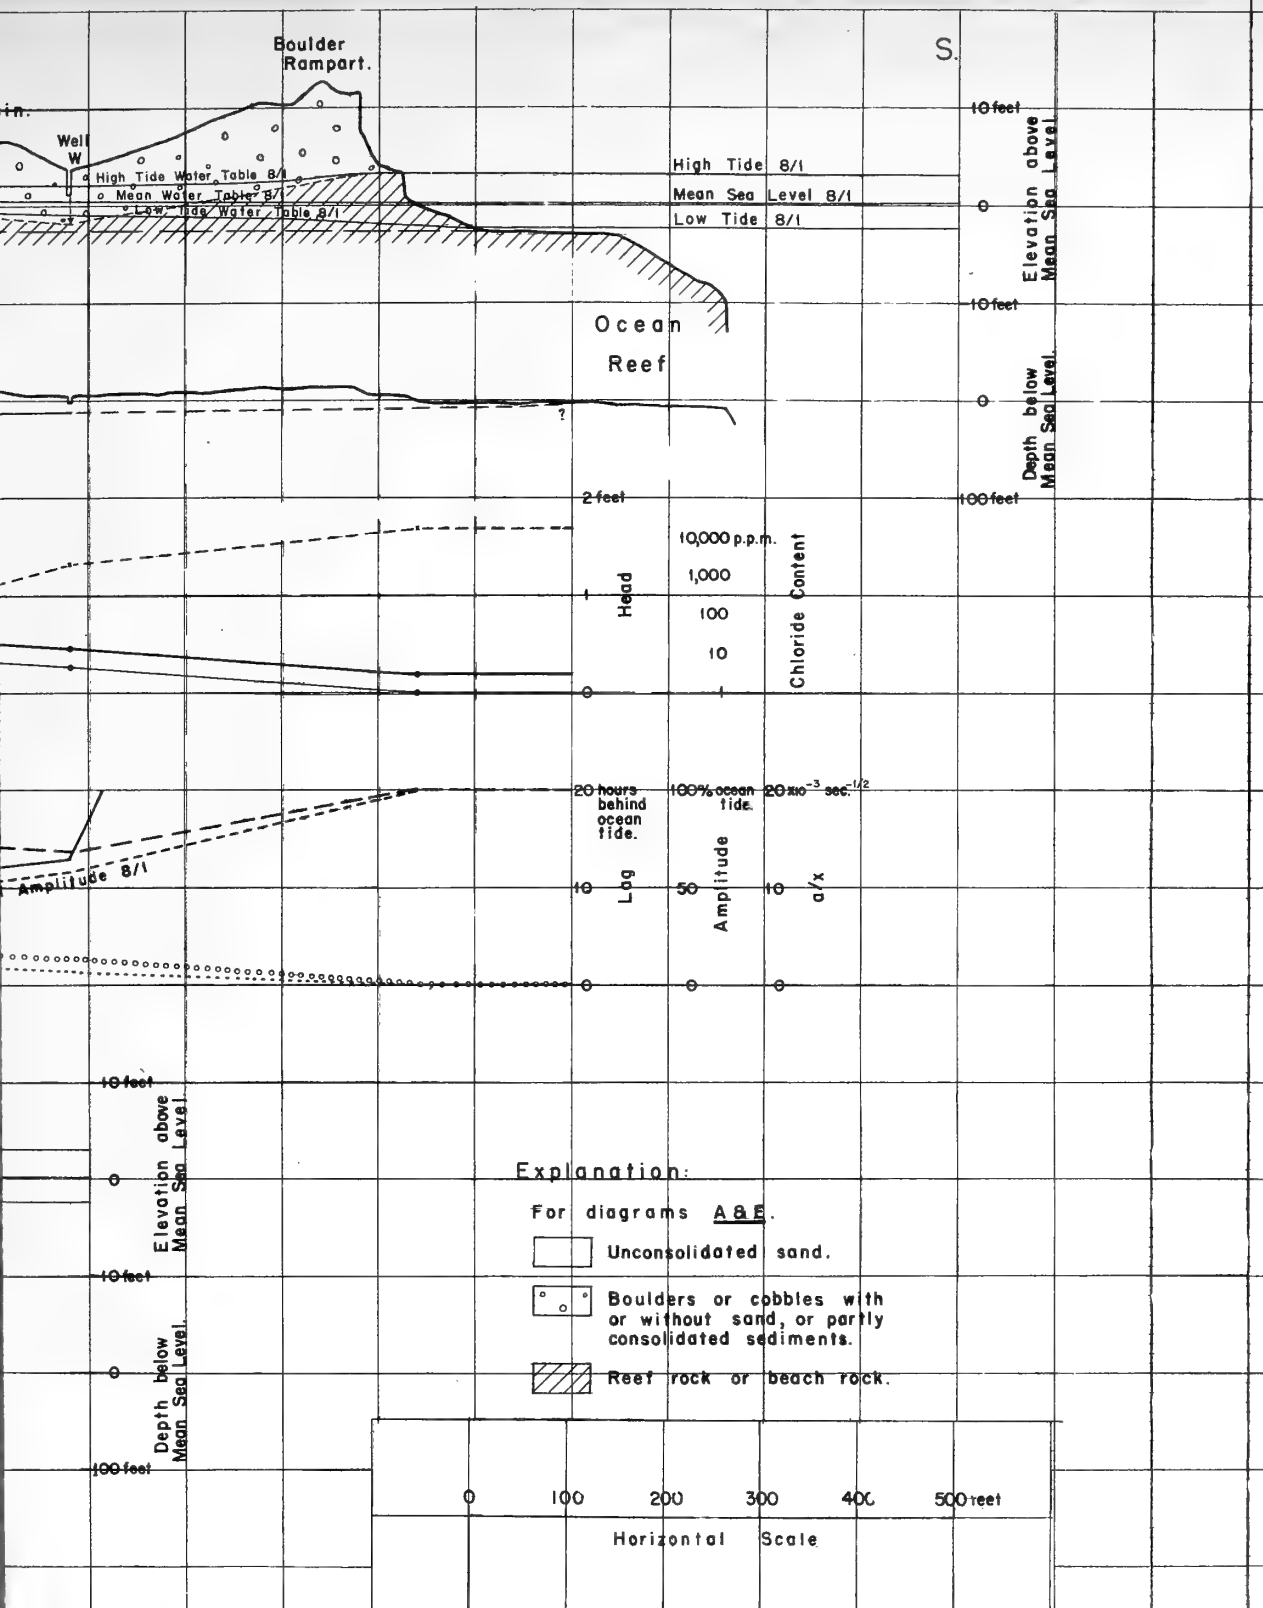 Boulder
Rampart.
S.
in.
Well
W
High Tide Water Table 8/1
Mean Water Table 8/1
Low Tide Water Table 8/1
High Tide 8/1
Mean Sea Level 8/1
Low Tide 8/1
10 feet
0
10 feet
Elevation above
Mean Sea Level.
Ocean
Reef
?
0
100 feet
Depth below
Mean Sea Level.
2 feet
1
0
Head
10,000 p.p.m.
1,000
100
10
1
Chloride Content
20 hours
behind
ocean
tide.
10
0
Lag
100% ocean
tide.
50
0
Amplitude
20x10⁻³ sec.⁻¹/²
10
0
a/x
Amplitude 8/1
10 feet
0
10 feet
Elevation above
Mean Sea Level.
0
100 feet
Depth below
Mean Sea Level.
Explanation:
For diagrams A & E.
Unconsolidated sand.
Boulders or cobbles with
or without sand, or partly
consolidated sediments.
Reef rock or beach rock.
0 100 200 300 400 500 feet
Horizontal Scale